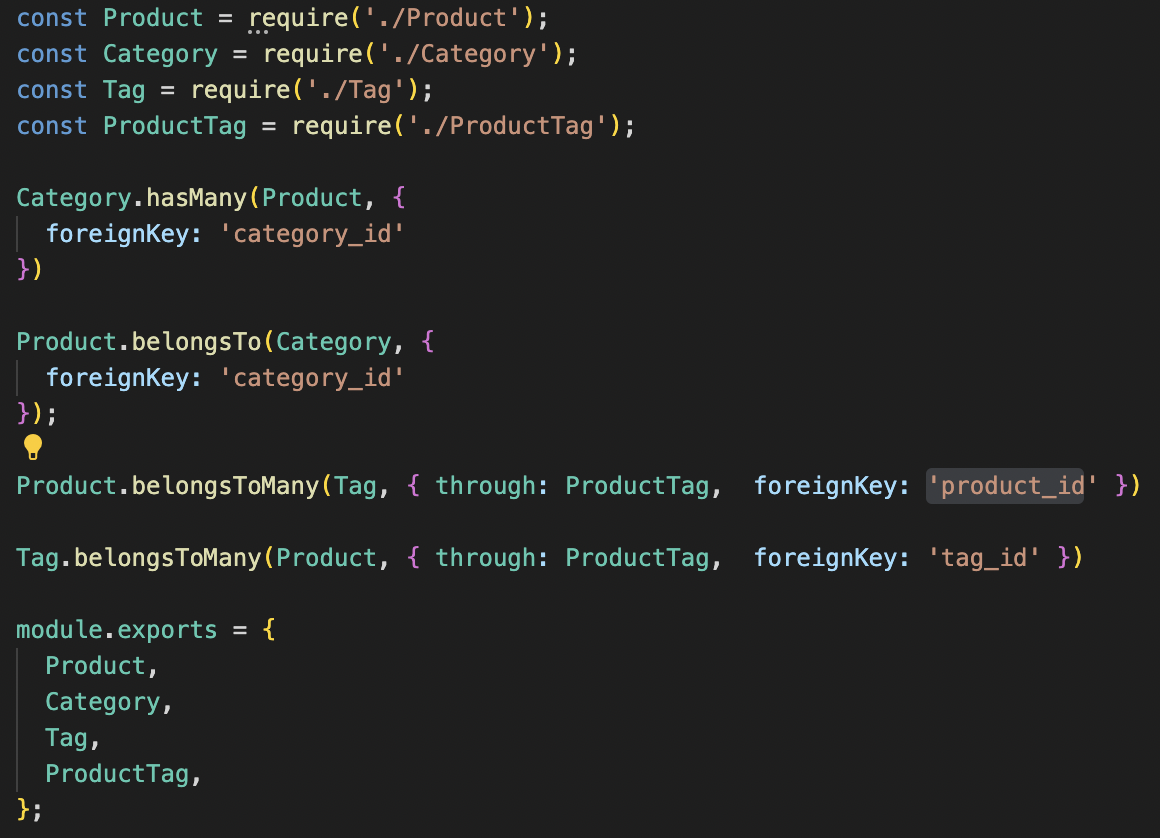 const Product = require('./Product');
const Category = require('./Category');
const Tag = require('./Tag');
const ProductTag = require('./ProductTag');
Category.hasMany(Product, {
  foreignKey: 'category_id'
})
Product.belongsTo(Category, {
  foreignKey: 'category_id'
});
Product.belongsToMany(Tag, { through: ProductTag,  foreignKey: 'product_id' })
Tag.belongsToMany(Product, { through: ProductTag,  foreignKey: 'tag_id' })
module.exports = {
  Product,
  Category,
  Tag,
  ProductTag,
};